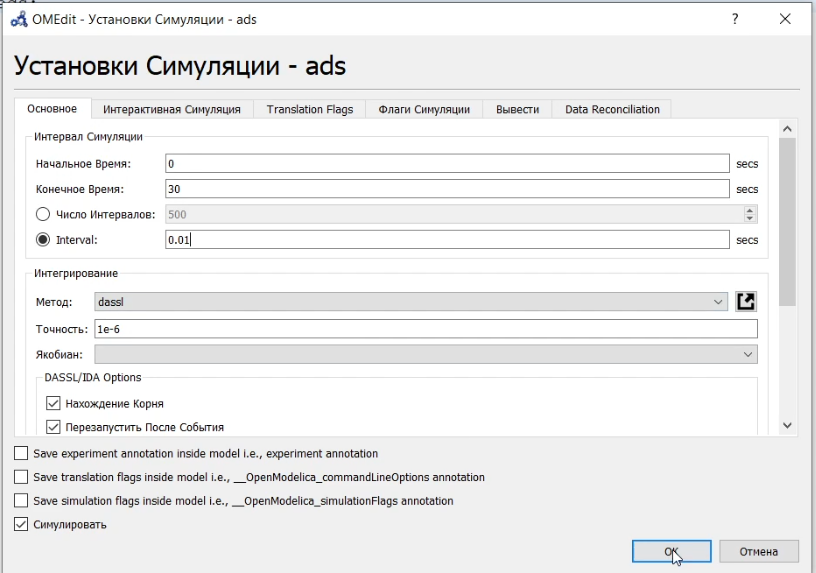 OMEdit - Установки Симуляции - ads ?
Установки Симуляции - ads
Основное Интерактивная Симуляция Translation Flags Флаги Симуляции Вывести Data Reconciliation
Интервал Симуляции
Начальное Время: 0 secs
Конечное Время: 30 secs
Число Интервалов: 500
Interval: 0.01 secs
Интегрирование
Метод: dassl
Точность: 1e-6
Якобиан:
DASSL/IDA Options
Нахождение Корня
Перезапустить После События
Save experiment annotation inside model i.e., experiment annotation
Save translation flags inside model i.e., __OpenModelica_commandLineOptions annotation
Save simulation flags inside model i.e., __OpenModelica_simulationFlags annotation
Симулировать
OK Отмена